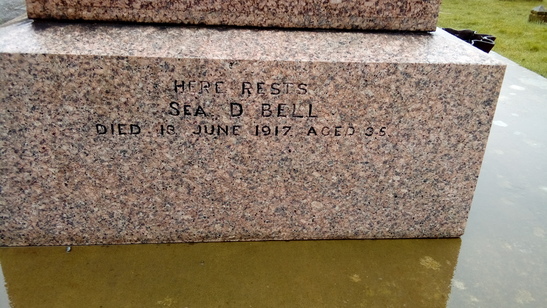 HERE RESTS
SEA. D BELL
DIED 18 JUNE 1917 AGED 35.